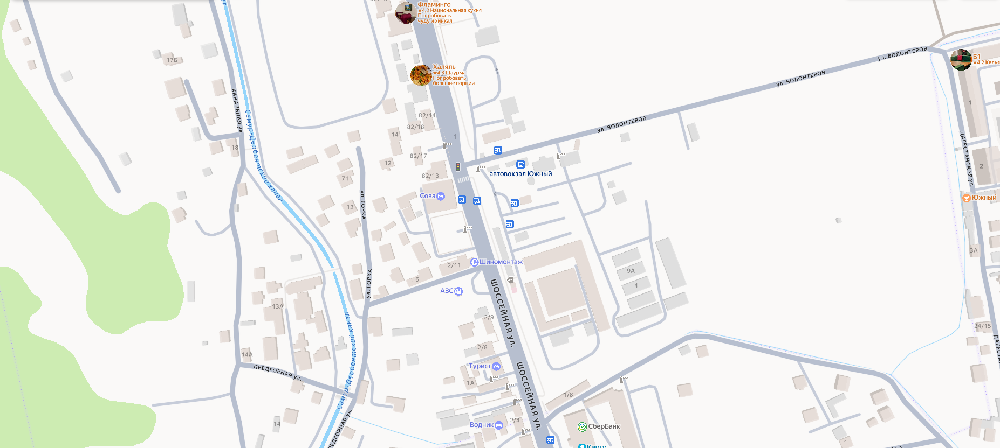 Фламинго
★4,2 Национальная кухня
Попробовать
чуду и хинкал
Б1
★4,2 Калья
ул. ВОЛОНТЕРОВ
17Б
Халяль
★4,3 Шаурма
Попробовать
большие порции
ул. ВОЛОНТЕРОВ
КАНАЛЬНАЯ УЛ.
Самур-Дербентский канал
1
82/14
82/18
14
ул. ВОЛОНТЕРОВ
18
82/17
12
82/13
71
автовокзал Южный
ДАГЕСТАНСКАЯ УЛ.
2
Сова
Южный
12
ул. ГОРКА
3А
2/11
Шиномонтаж
9А
4
6
ул. ГОРКА
АЗС
ШОССЕЙНАЯ УЛ.
13А
2/9
24/15
Самур-Дербентский канал
2/8
14А
Турист
ПРЕДГОРНАЯ УЛ.
1А
ШОССЕЙНАЯ УЛ.
1/8
14
2/4
Водник
СберБанк
1
Киргу